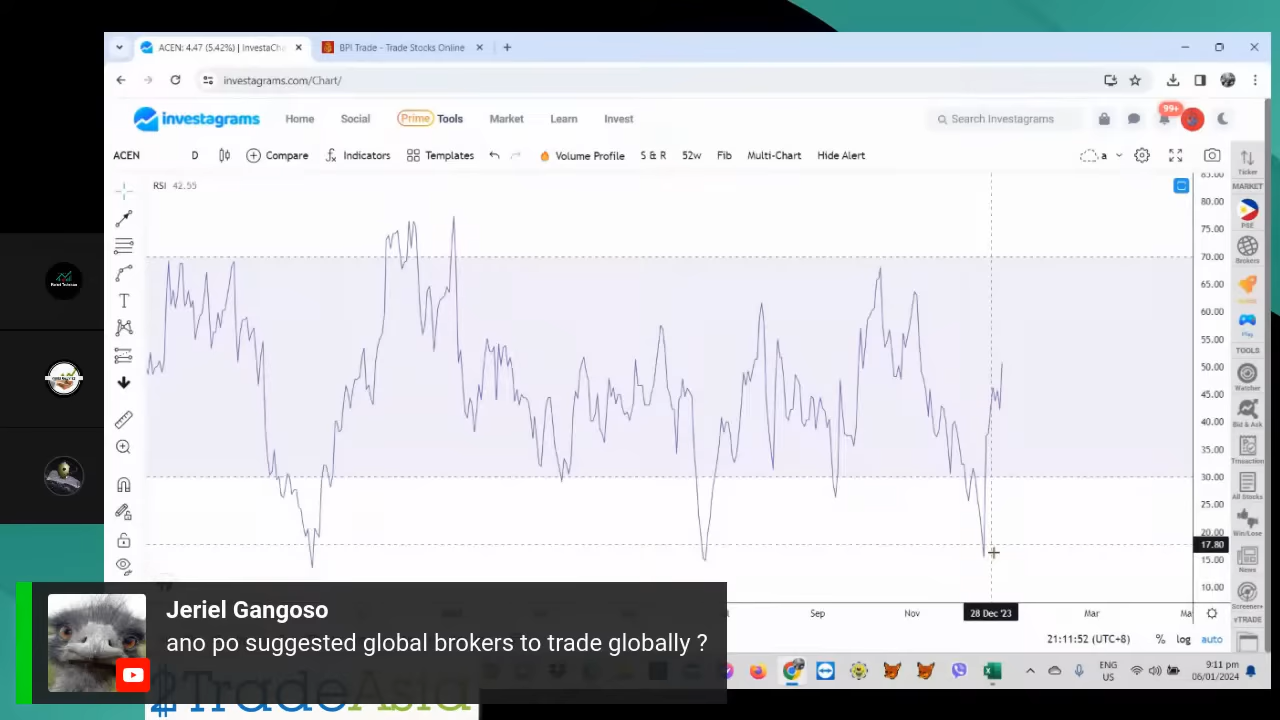 ACEN: 4.47 (5.42%) | InvestaCha
BPI Trade - Trade Stocks Online
investagrams.com/Chart/
investagrams
Home
Social
Prime Tools
Market
Learn
Invest
Search Investagrams
99+
ACEN
D
Compare
Indicators
Templates
Volume Profile
S & R
52w
Fib
Multi-Chart
Hide Alert
a
Ticker
MARKET
PSE
Brokers
Play
TOOLS
Watcher
Bid & Ask
Transaction
All Stocks
Win/Lose
News
Screener+
vTRADE
RSI 42.55
85.00
80.00
75.00
70.00
65.00
60.00
55.00
50.00
45.00
40.00
35.00
30.00
25.00
20.00
17.80
15.00
10.00
Sep
Nov
28 Dec '23
Mar
Ma
21:11:52 (UTC+8)
%
log
auto
Jeriel Gangoso
ano po suggested global brokers to trade globally ?
TradeAsia
ENG
US
9:11 pm
06/01/2024